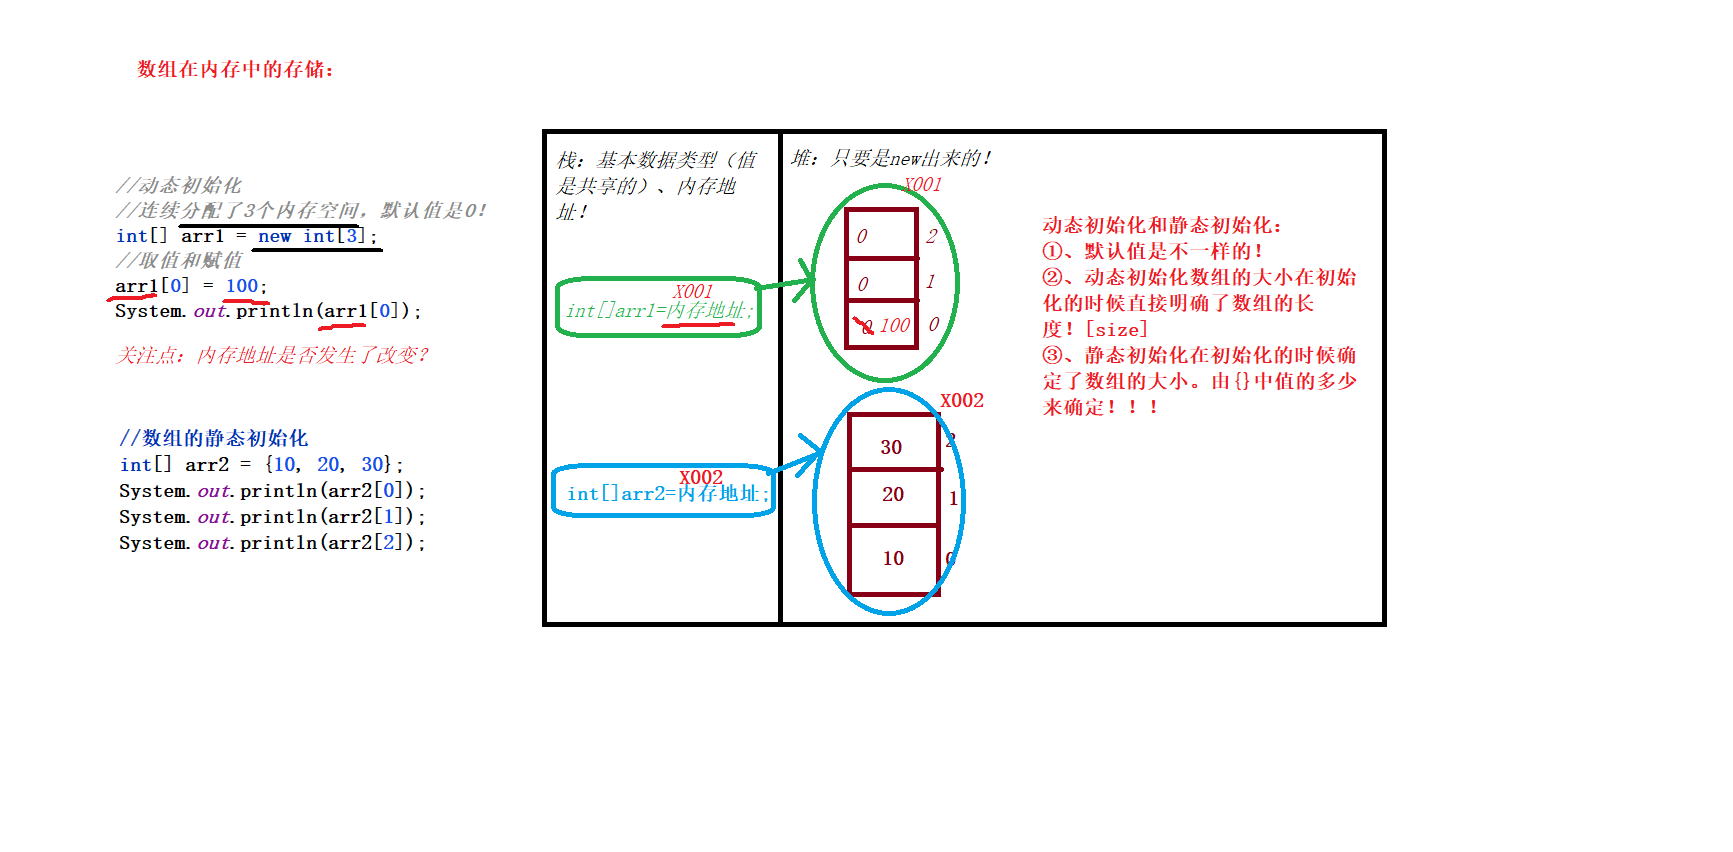 数组在内存中的存储：
//动态初始化
//连续分配了3个内存空间，默认值是0！
int[] arr1 = new int[3];
//取值和赋值
arr1[0] = 100;
System.out.println(arr1[0]);
关注点：内存地址是否发生了改变？
//数组的静态初始化
int[] arr2 = {10, 20, 30};
System.out.println(arr2[0]);
System.out.println(arr2[1]);
System.out.println(arr2[2]);
栈：基本数据类型（值
是共享的）、内存地
址！
X001
int[]arr1=内存地址;
X002
int[]arr2=内存地址;
堆：只要是new出来的！
X001
0 2
0 1
0 100 0
X002
30 2
20 1
10 0
动态初始化和静态初始化：
①、默认值是不一样的！
②、动态初始化数组的大小在初始
化的时候直接明确了数组的长
度！[size]
③、静态初始化在初始化的时候确
定了数组的大小。由{}中值的多少
来确定！！！